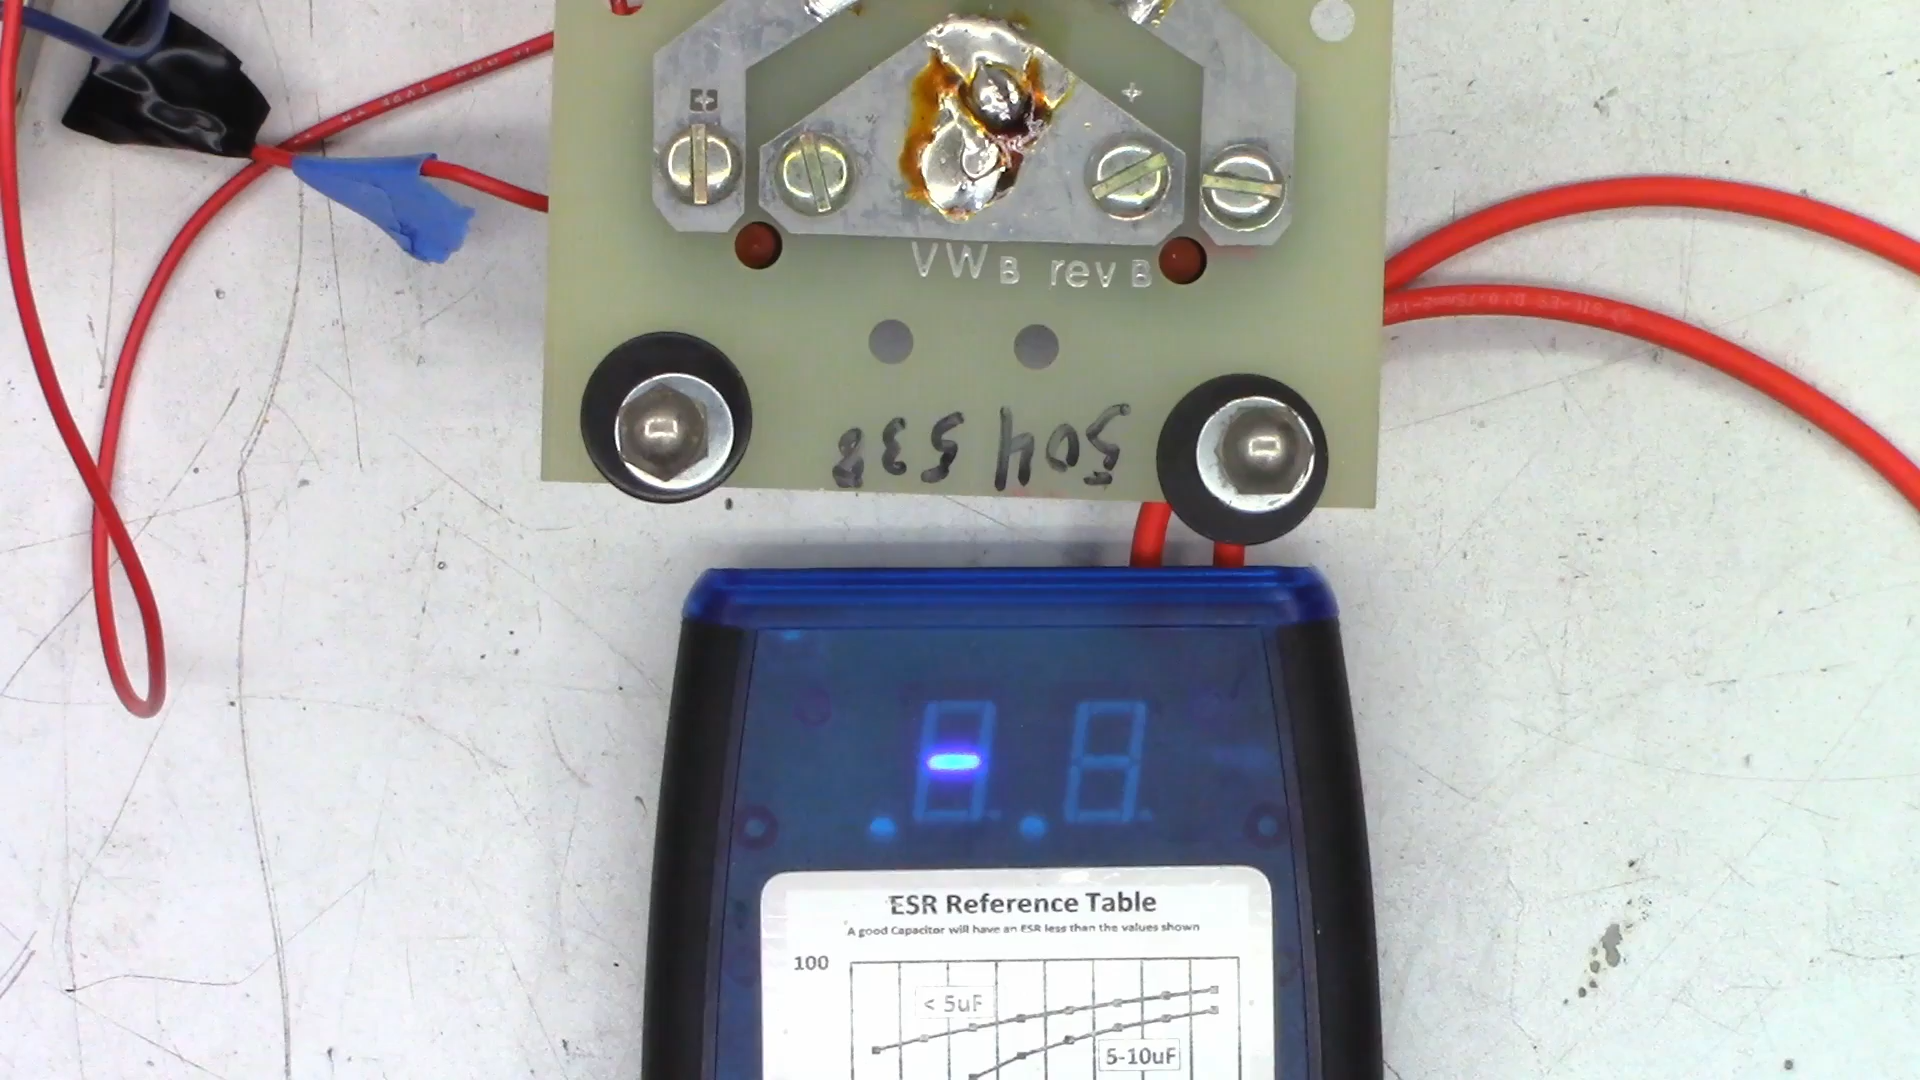 +
+
VWB rev B
504 538
-
ESR Reference Table
A good Capacitor will have an ESR less than the values shown
100
< 5uF
5-10uF